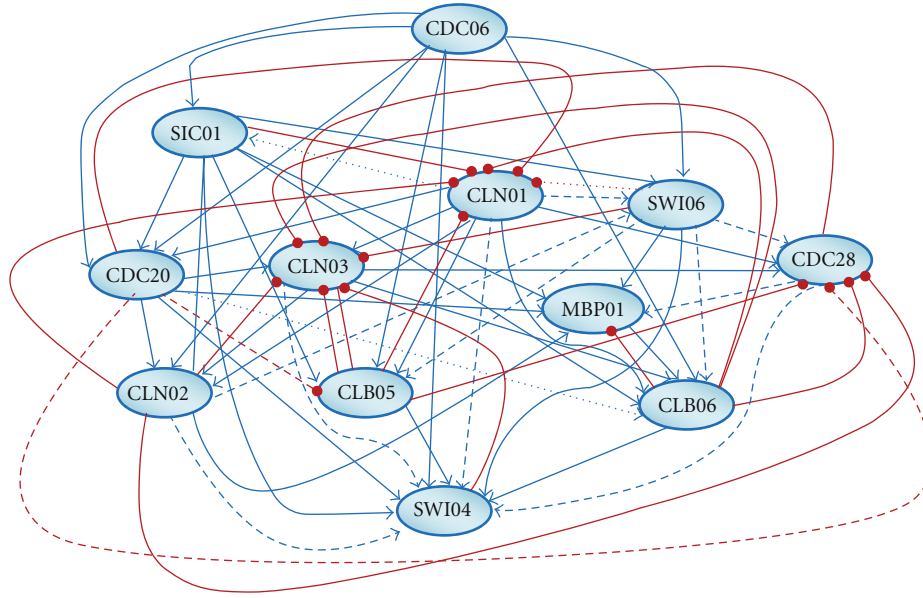 CDC06
SIC01
CLN01
SWI06
CLN03
CDC28
CDC20
MBP01
CLN02
CLB05
CLB06
SWI04